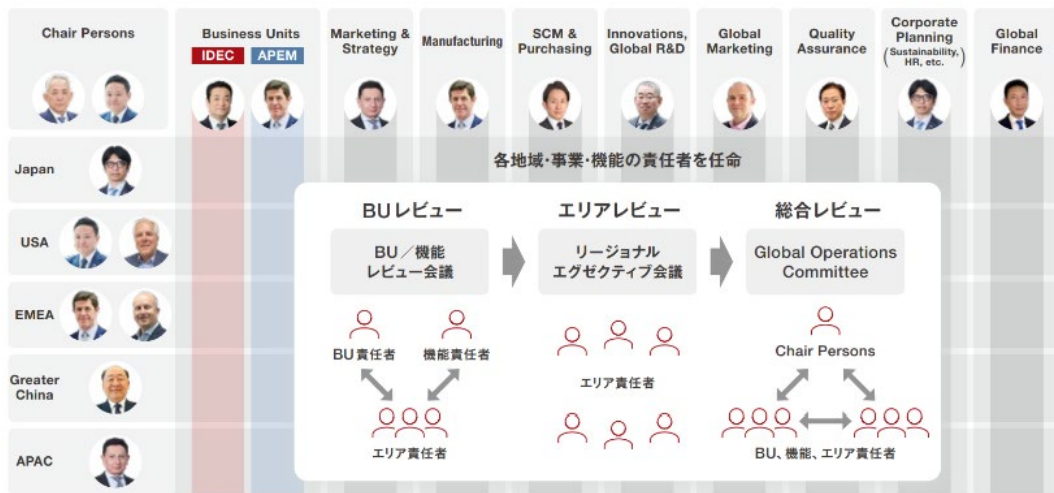 Chair Persons
Business Units
IDEC
APEM
Marketing &
Strategy
Manufacturing
SCM &
Purchasing
Innovations,
Global R&D
Global
Marketing
Quality
Assurance
Corporate
Planning
(Sustainability,
HR, etc.)
Global
Finance
各地域・事業・機能の責任者を任命
Japan
USA
EMEA
Greater
China
APAC
BUレビュー
BU／機能
レビュー会議
BU責任者
機能責任者
エリア責任者
エリアレビュー
リージョナル
エグゼクティブ会議
エリア責任者
総合レビュー
Global Operations
Committee
Chair Persons
BU、機能、エリア責任者